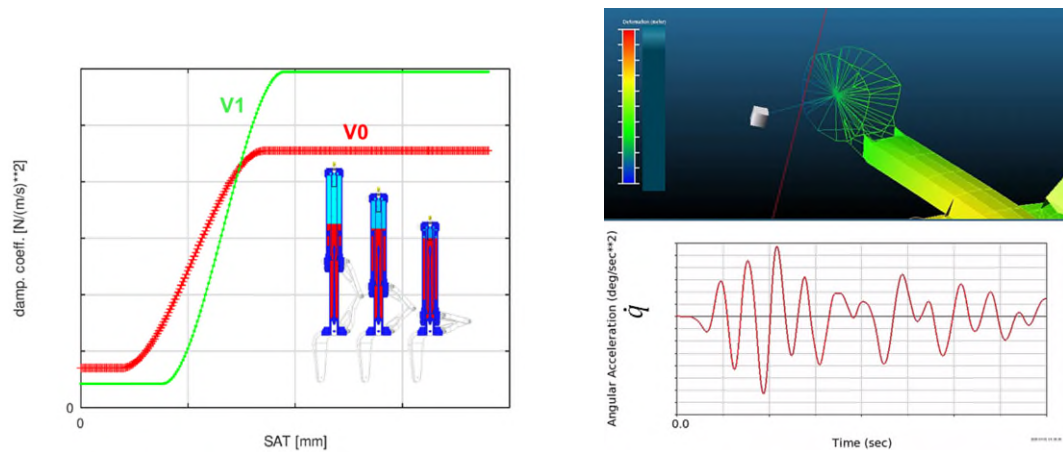 V1
V0
damp. coeff. [N/(m/s)**2]
0
0
SAT [mm]
Angular Acceleration (deg/sec**2)
q̇
0.0
Time (sec)